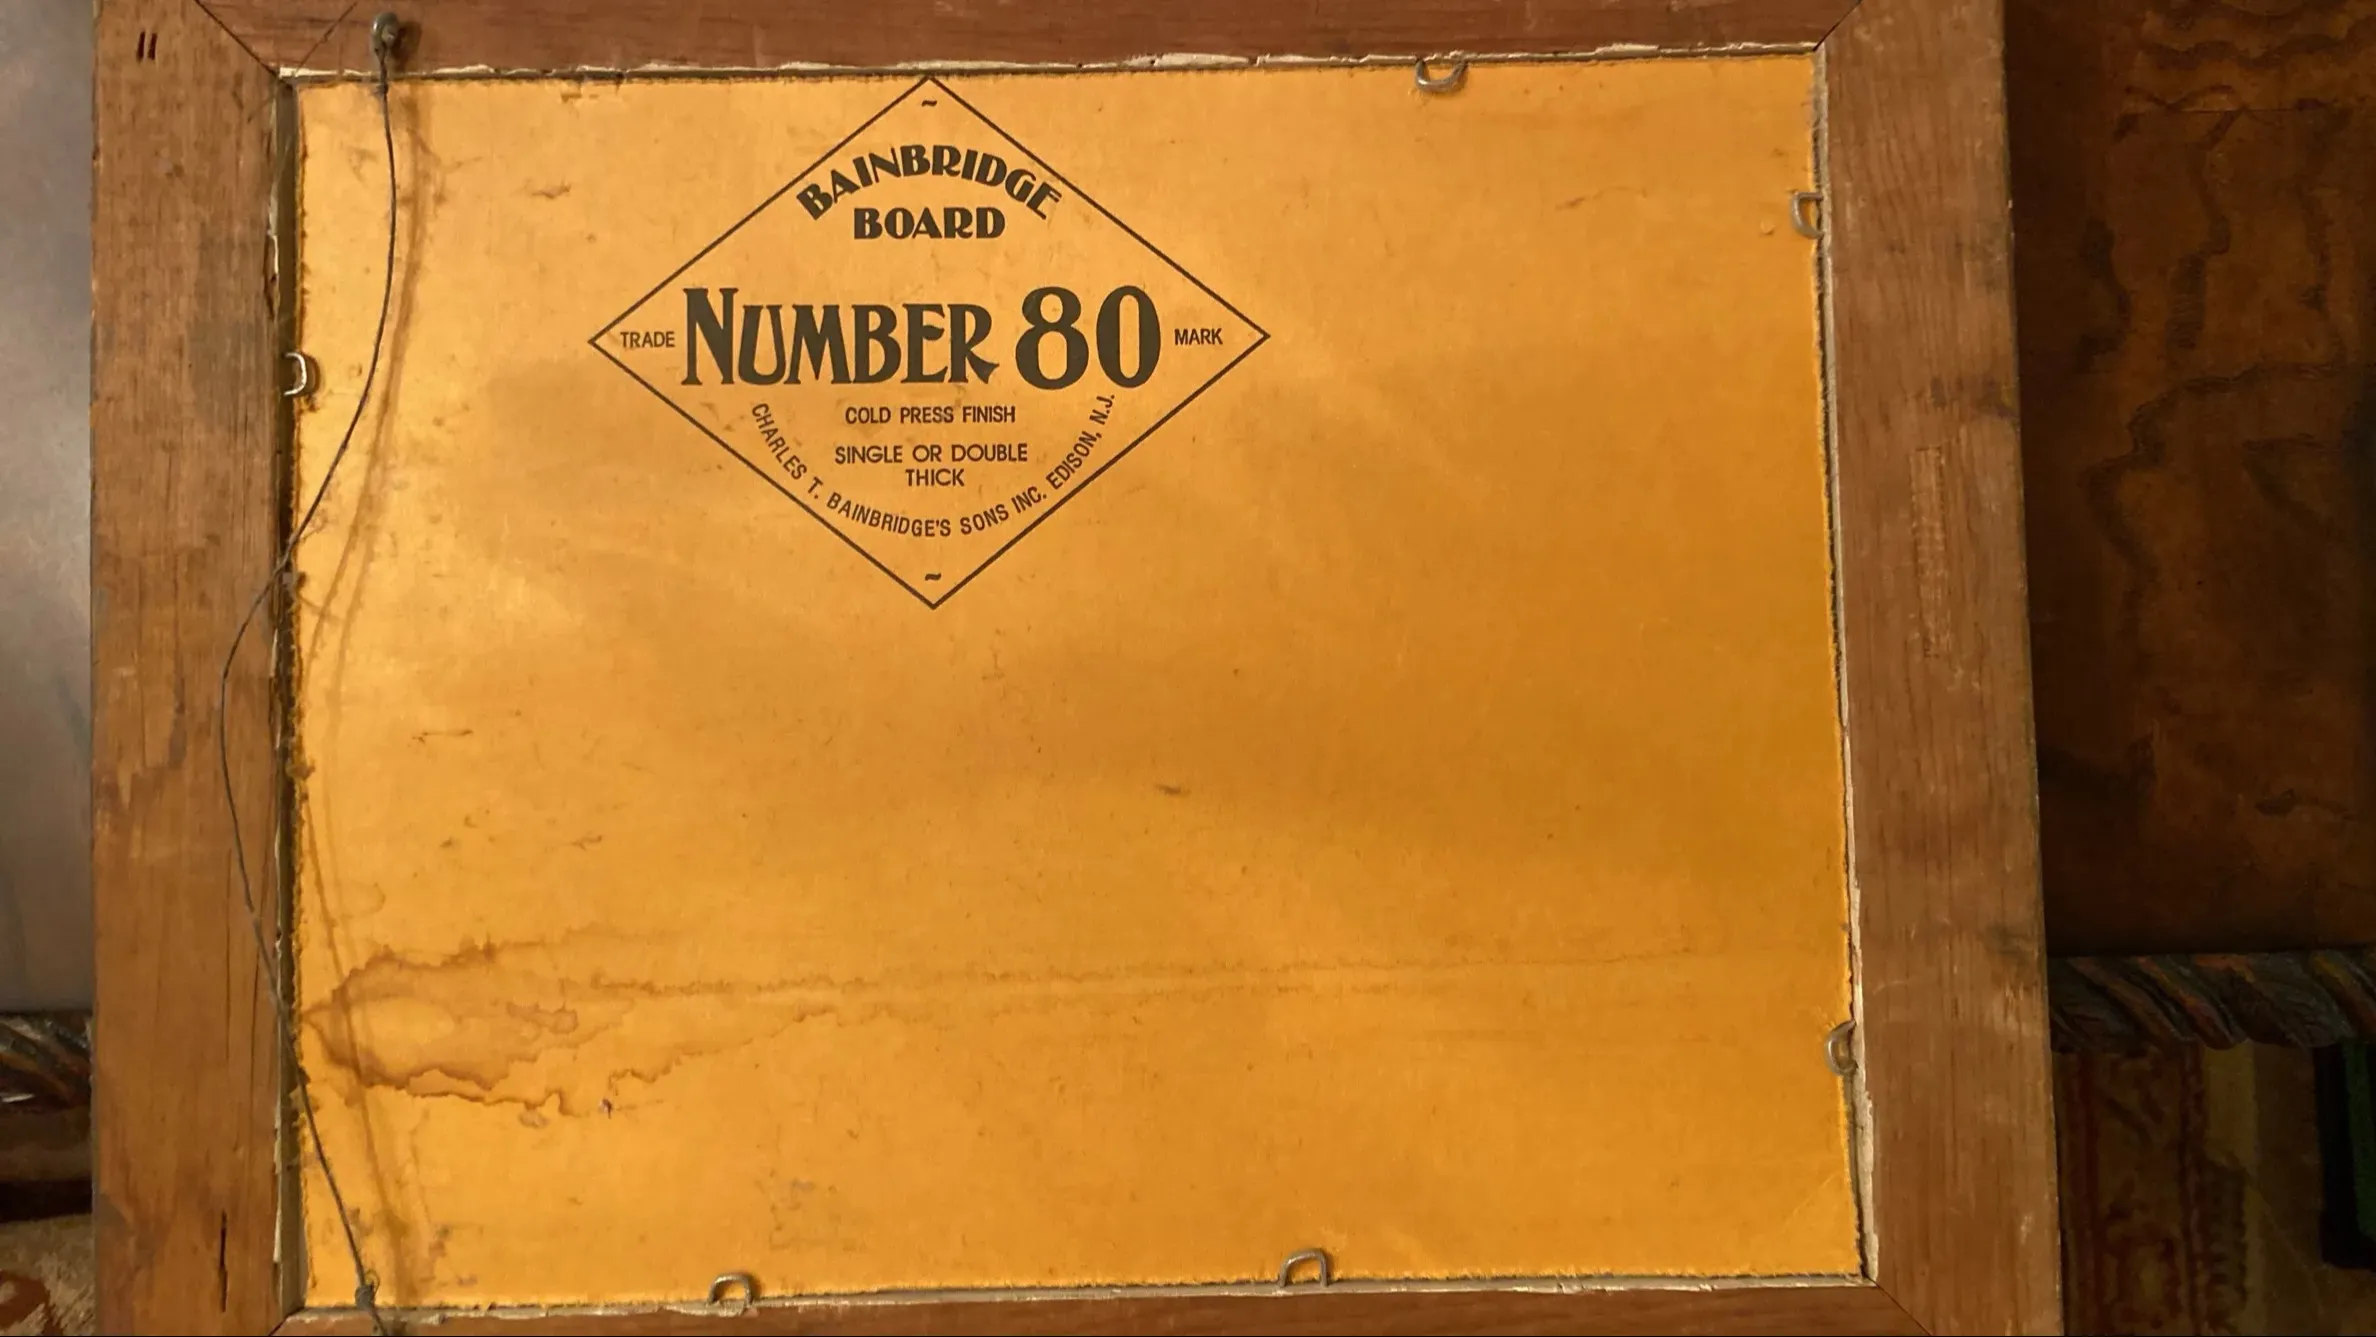 ~
BAINBRIDGE
BOARD
TRADE NUMBER 80 MARK
COLD PRESS FINISH
SINGLE OR DOUBLE
THICK
CHARLES T. BAINBRIDGE'S SONS INC. EDISON, N.J.
~